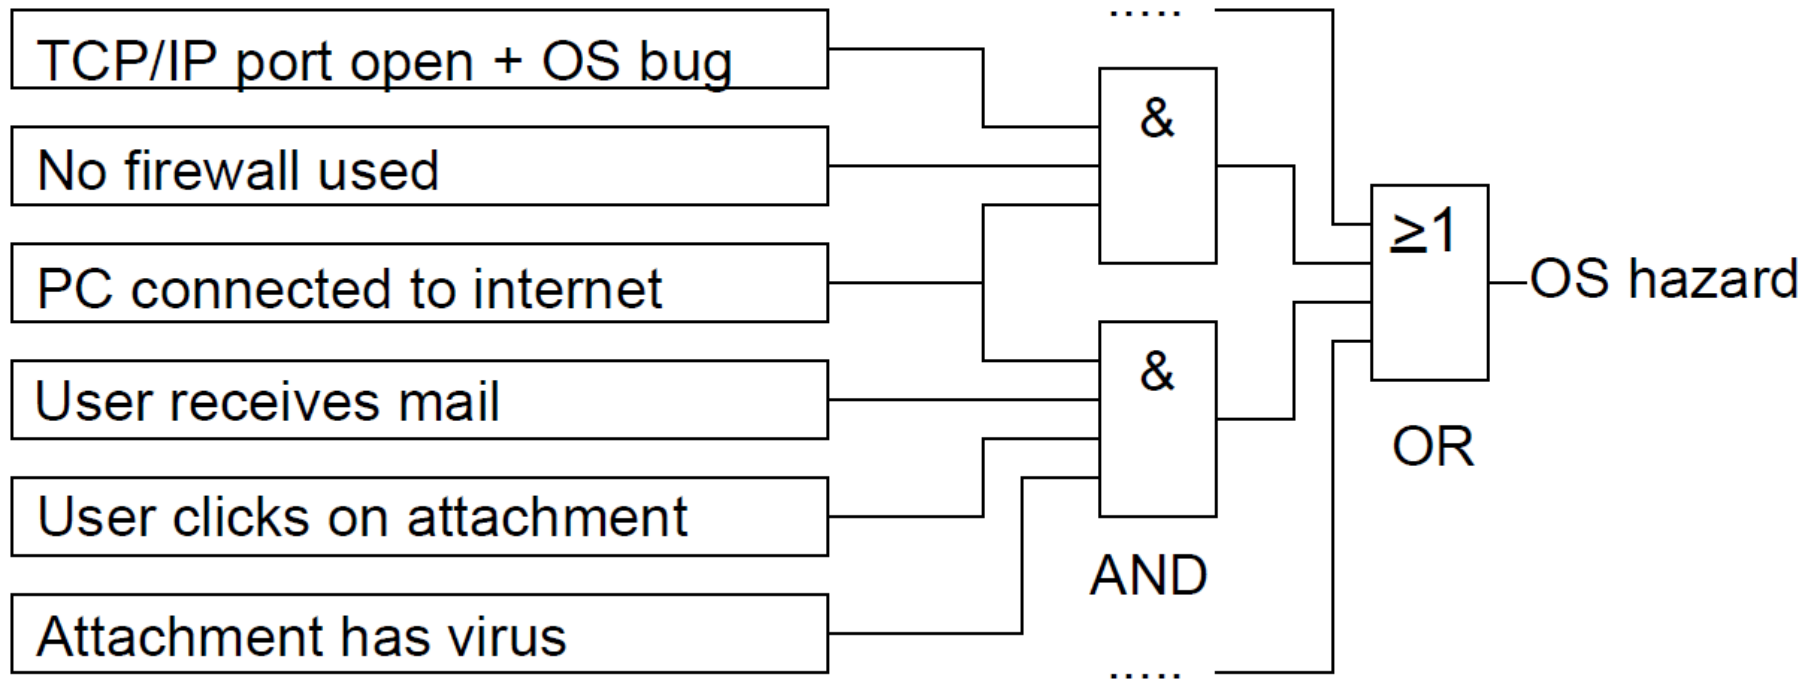 .....
TCP/IP port open + OS bug
&
No firewall used
≥1
PC connected to internet
OS hazard
User receives mail
&
OR
User clicks on attachment
AND
Attachment has virus
.....